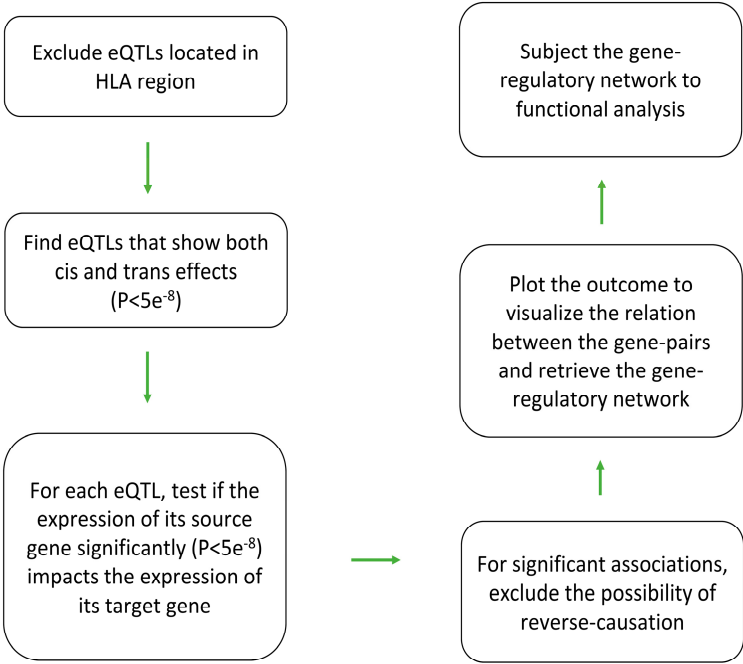 Exclude eQTLs located in
HLA region
Find eQTLs that show both
cis and trans effects
(P<5e⁻⁸)
For each eQTL, test if the
expression of its source
gene significantly (P<5e⁻⁸)
impacts the expression of
its target gene
For significant associations,
exclude the possibility of
reverse-causation
Plot the outcome to
visualize the relation
between the gene-pairs
and retrieve the gene-
regulatory network
Subject the gene-
regulatory network to
functional analysis